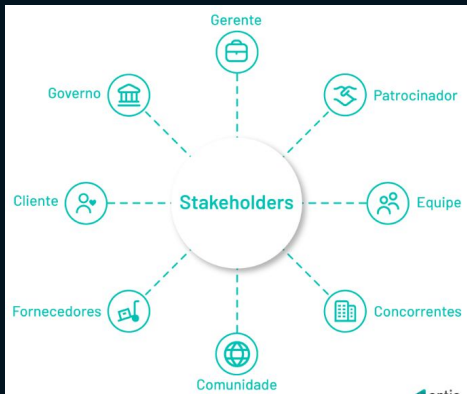 Gerente
Governo
Patrocinador
Cliente
Stakeholders
Equipe
Fornecedores
Concorrentes
Comunidade